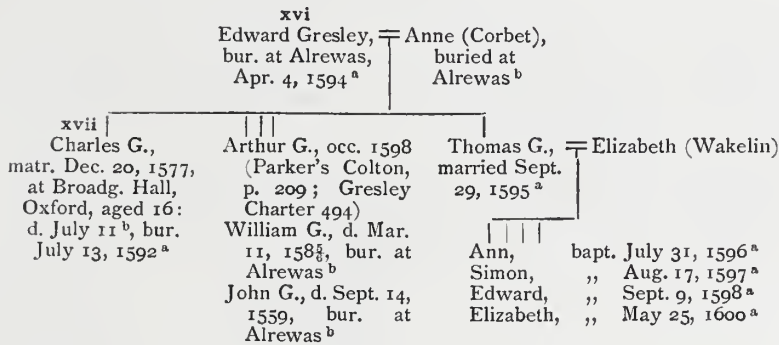 xvi
Edward Gresley, = Anne (Corbet),
bur. at Alrewas, buried at
Apr. 4, 1594 ª Alrewas ᵇ
xvii
Charles G.,
matr. Dec. 20, 1577,
at Broadg. Hall,
Oxford, aged 16:
d. July 11 ᵇ, bur.
July 13, 1592 ª
Arthur G., occ. 1598
(Parker's Colton,
p. 209; Gresley
Charter 494)
William G., d. Mar.
11, 158⅚, bur. at
Alrewas ᵇ
John G., d. Sept. 14,
1559, bur. at
Alrewas ᵇ
Thomas G., = Elizabeth (Wakelin)
married Sept.
29, 1595 ª
Ann, bapt. July 31, 1596 ª
Simon, ,, Aug. 17, 1597 ª
Edward, ,, Sept. 9, 1598 ª
Elizabeth, ,, May 25, 1600 ª